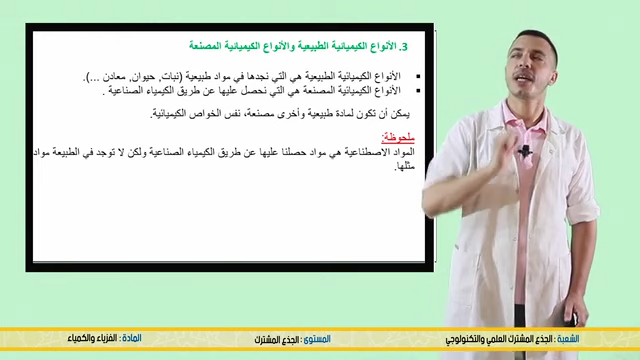 3. الأنواع الكيميائية الطبيعية والأنواع الكيميائية المصنعة
▪ الأنواع الكيميائية الطبيعية هي التي نجدها في مواد طبيعية (نبات, حيوان, معادن ...).
▪ الأنواع الكيميائية المصنعة هي التي نحصل عليها عن طريق الكيمياء الصناعية .
يمكن أن تكون لمادة طبيعية وأخرى مصنعة، نفس الخواص الكيميائية.
ملحوظة:
المواد الاصطناعية هي مواد حصلنا عليها عن طريق الكيمياء الصناعية ولكن لا توجد في الطبيعة مواد
مثلها.
الشعبة : الجذع المشترك العلمي والتكنولوجي
المستوى : الجذع المشترك
المادة : الفزياء والكمياء